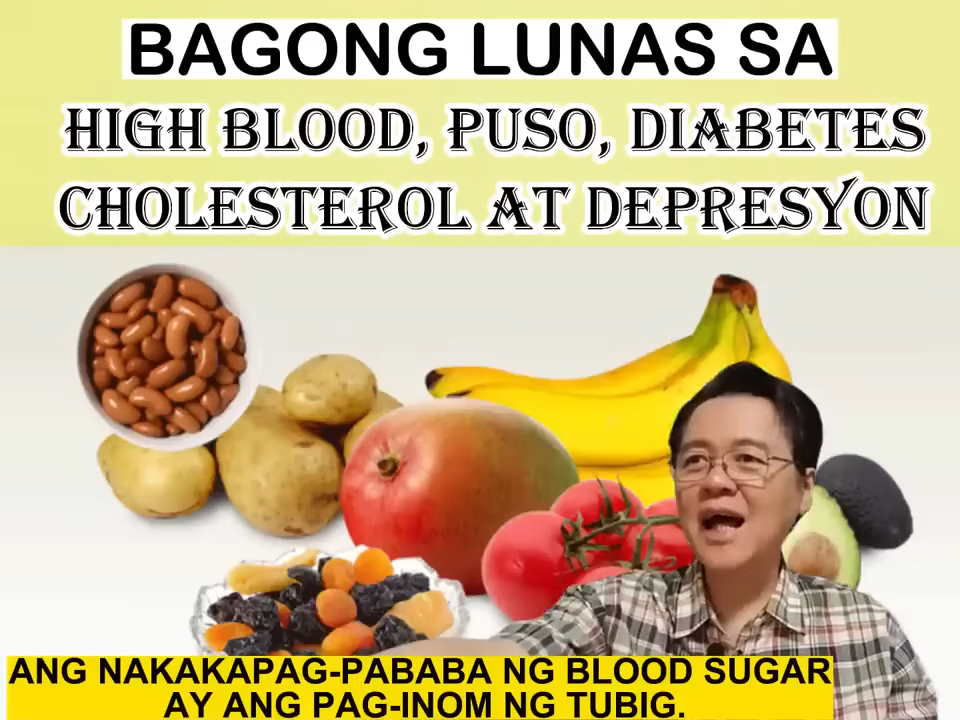 BAGONG LUNAS SA
HIGH BLOOD, PUSO, DIABETES
CHOLESTEROL AT DEPRESYON
ANG NAKAKAPAG-PABABA NG BLOOD SUGAR
AY ANG PAG-INOM NG TUBIG.